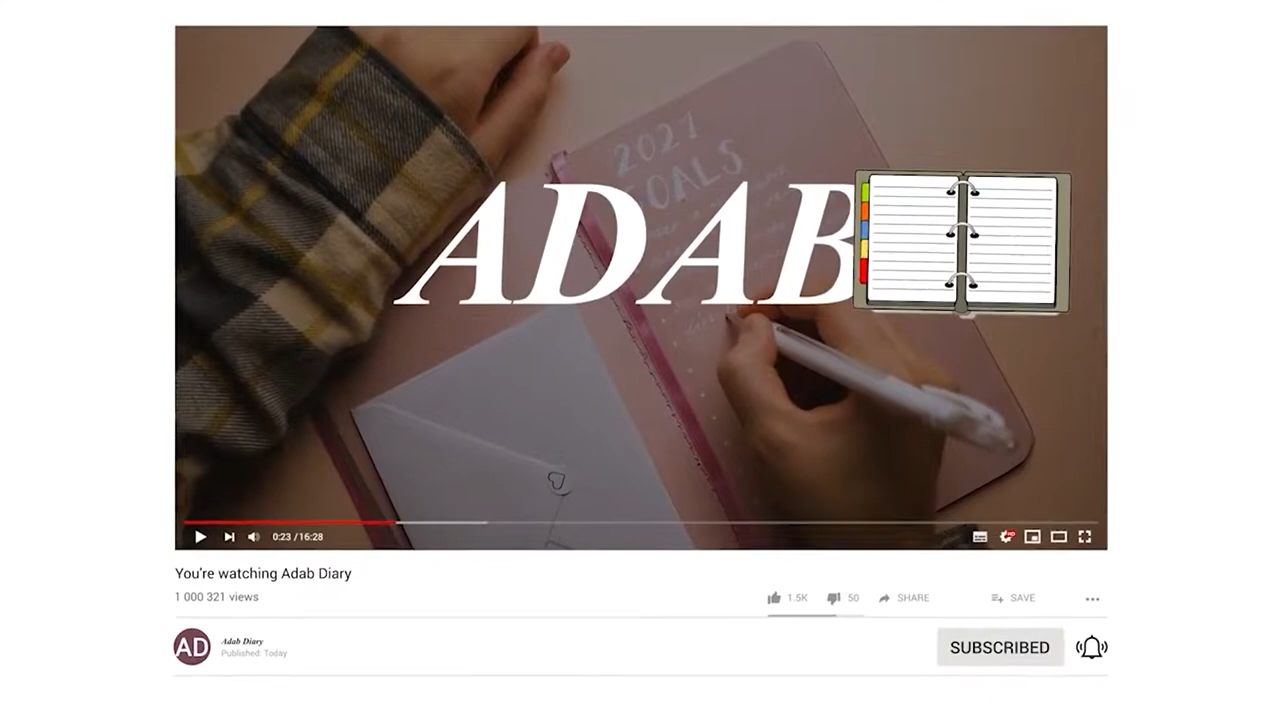 2021
GOALS
ADAB
0:23 / 16:28
HD
You're watching Adab Diary
1 000 321 views
1.5K
50
SHARE
SAVE
AD
Adab Diary
Published: Today
SUBSCRIBED